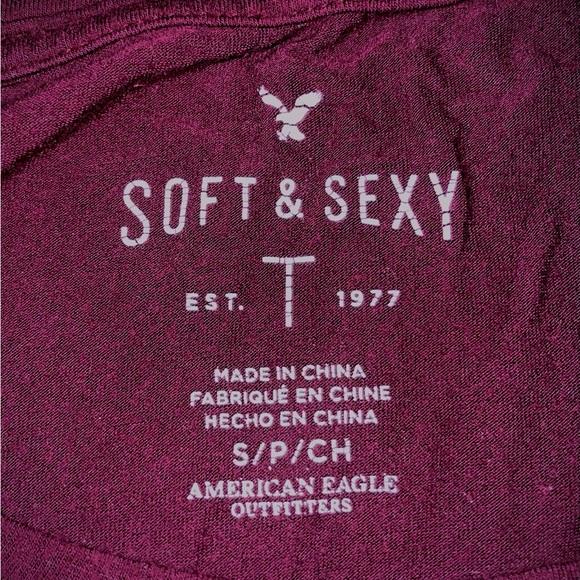 SOFT & SEXY
T
EST. 1977
MADE IN CHINA
FABRIQUÉ EN CHINE
HECHO EN CHINA
S/P/CH
AMERICAN EAGLE
OUTFITTERS